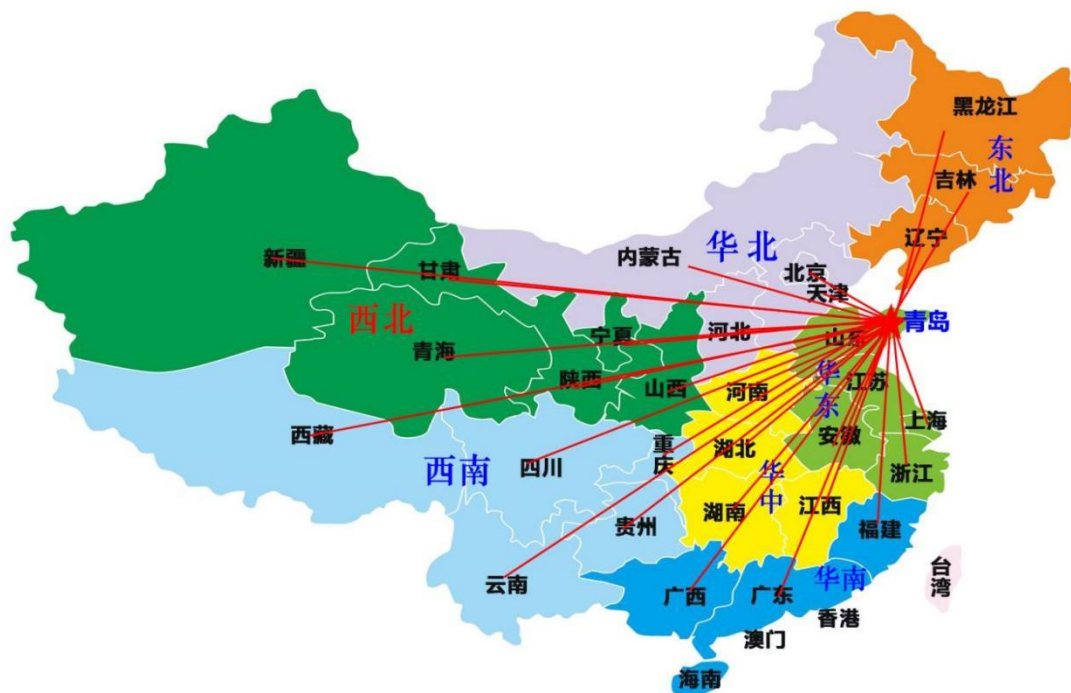 黑龙江
东北
吉林
辽宁
新疆
甘肃
内蒙古
华北
北京
天津
西北
青海
宁夏
河北
山东
青岛
陕西
山西
河南
华东
江苏
西藏
西南
四川
重庆
湖北
安徽
上海
华中
浙江
贵州
湖南
江西
福建
云南
广西
广东
华南
台湾
香港
澳门
海南